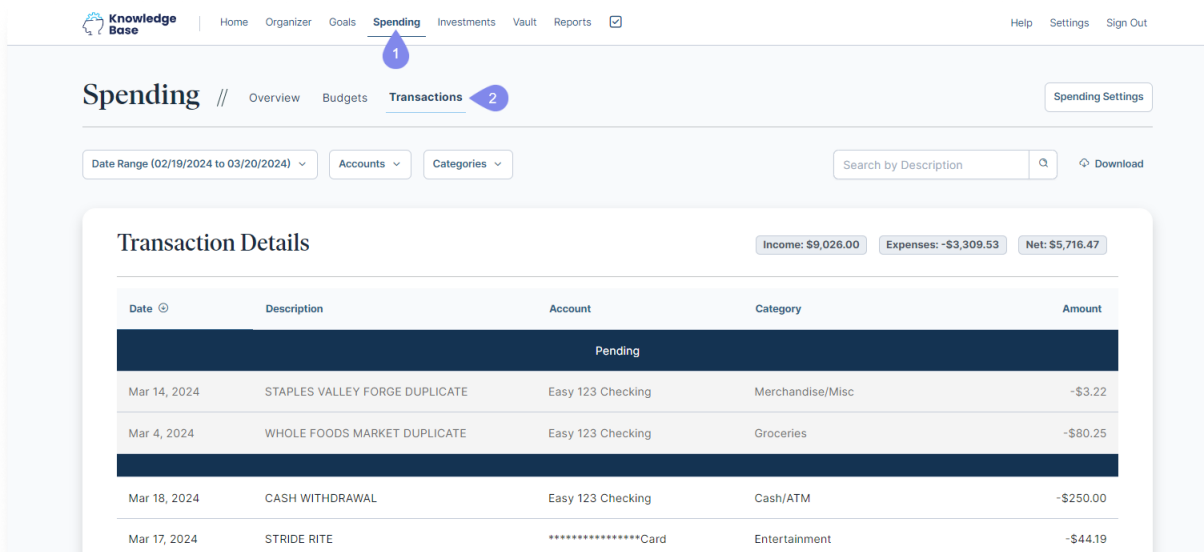 Knowledge Base
Home Organizer Goals Spending Investments Vault Reports Help Settings Sign Out
1
Spending // Overview Budgets Transactions 2 Spending Settings
Date Range (02/19/2024 to 03/20/2024) Accounts Categories Search by Description Download
Transaction Details Income: $9,026.00 Expenses: -$3,309.53 Net: $5,716.47
Date Description Account Category Amount
Pending
Mar 14, 2024 STAPLES VALLEY FORGE DUPLICATE Easy 123 Checking Merchandise/Misc -$3.22
Mar 4, 2024 WHOLE FOODS MARKET DUPLICATE Easy 123 Checking Groceries -$80.25
Mar 18, 2024 CASH WITHDRAWAL Easy 123 Checking Cash/ATM -$250.00
Mar 17, 2024 STRIDE RITE ****************Card Entertainment -$44.19